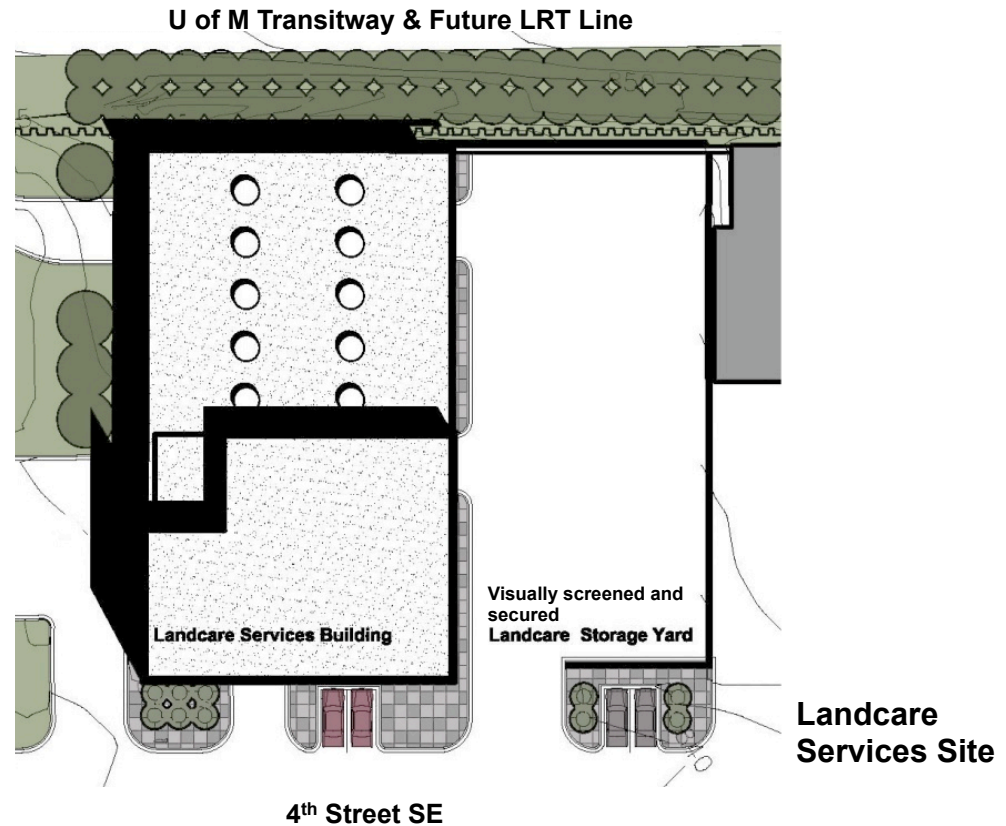 U of M Transitway & Future LRT Line
Visually screened and
secured
Landcare Services Building
Landcare Storage Yard
Landcare
Services Site
4th Street SE